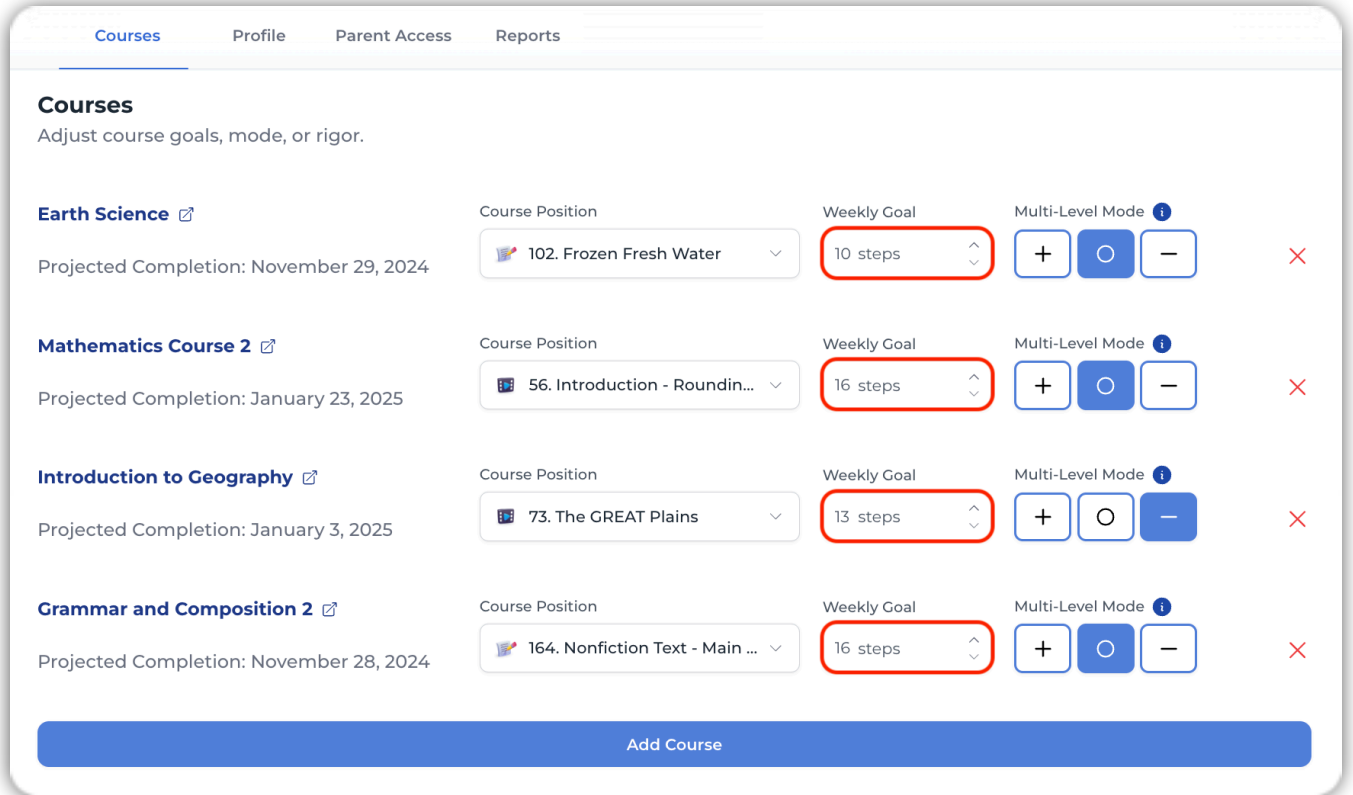 Courses Profile Parent Access Reports
Courses
Adjust course goals, mode, or rigor.
Earth Science
Projected Completion: November 29, 2024
Course Position
102. Frozen Fresh Water
Weekly Goal
10 steps
Multi-Level Mode
Mathematics Course 2
Projected Completion: January 23, 2025
Course Position
56. Introduction - Roundin...
Weekly Goal
16 steps
Multi-Level Mode
Introduction to Geography
Projected Completion: January 3, 2025
Course Position
73. The GREAT Plains
Weekly Goal
13 steps
Multi-Level Mode
Grammar and Composition 2
Projected Completion: November 28, 2024
Course Position
164. Nonfiction Text - Main ...
Weekly Goal
16 steps
Multi-Level Mode
Add Course